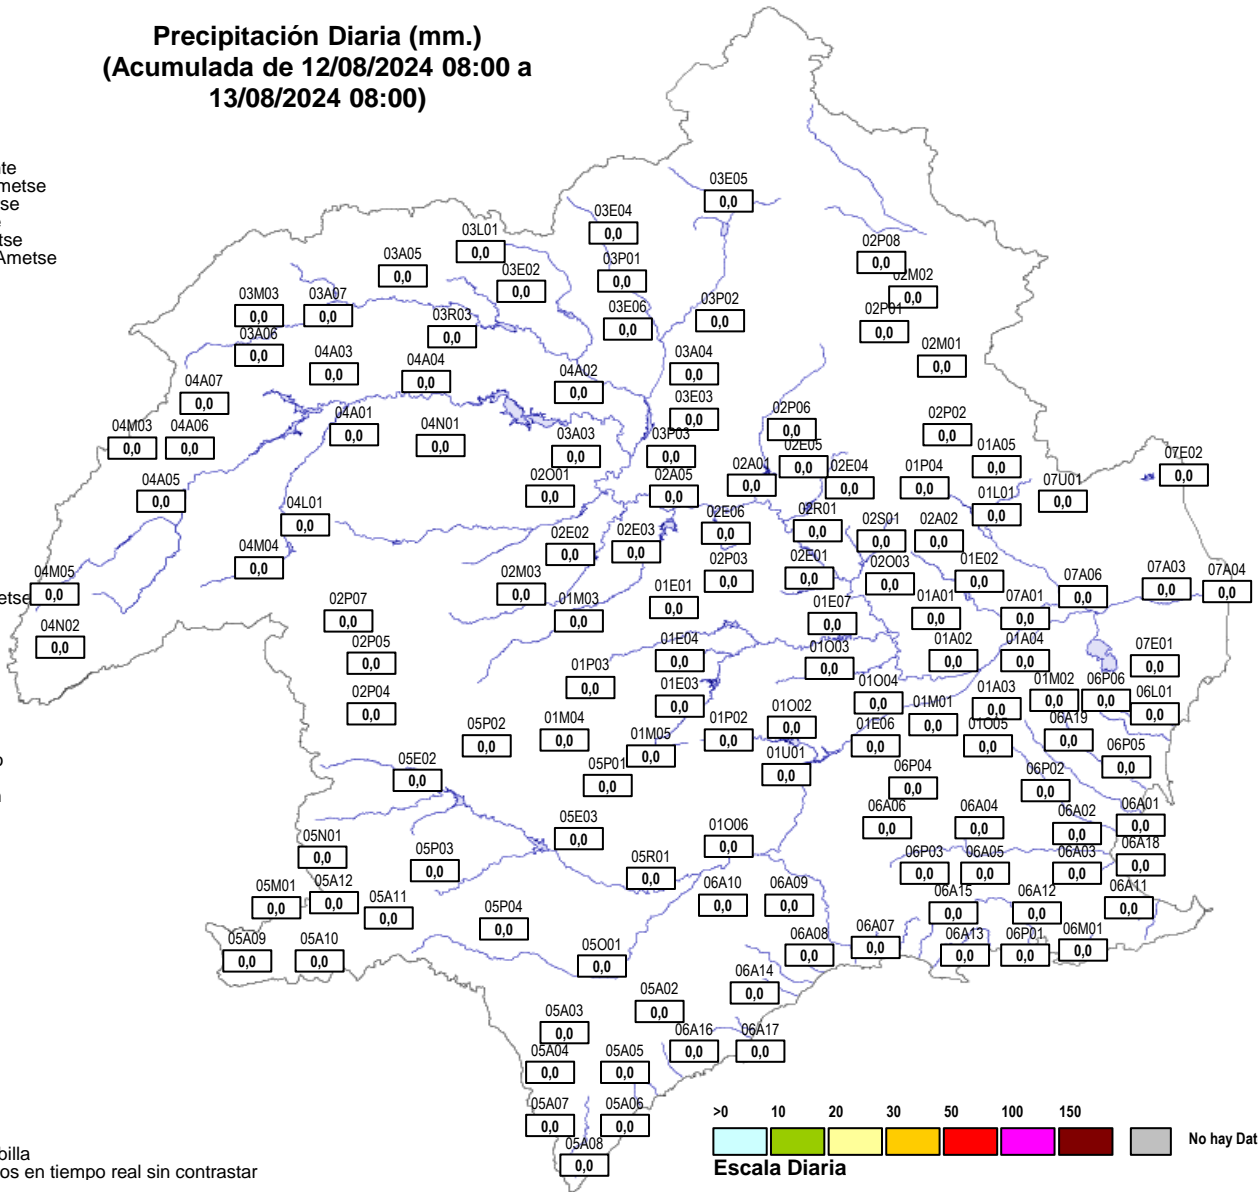 Precipitación Diaria (mm.)
(Acumulada de 12/08/2024 08:00 a
13/08/2024 08:00)
03E05
0,0
03E04
0,0
03L01
0,0
03A05
0,0
03P01
0,0
03E02
0,0
02P08
0,0
02M02
0,0
03M03
0,0
03A07
0,0
03R03
0,0
03E06
0,0
03P02
0,0
02P01
0,0
03A06
0,0
04A03
0,0
04A04
0,0
04A02
0,0
03A04
0,0
02M01
0,0
04A07
0,0
04A01
0,0
03E03
0,0
02P06
0,0
02P02
0,0
04M03
0,0
04A06
0,0
04N01
0,0
03A03
0,0
03P03
0,0
02E05
0,0
01A05
0,0
07E02
0,0
04A05
0,0
02O01
0,0
02A05
0,0
02A01
0,0
02E04
0,0
01P04
0,0
07U01
0,0
01L01
0,0
04L01
0,0
02E06
0,0
02R01
0,0
02S01
0,0
02A02
0,0
02E02
0,0
02E03
0,0
04M04
0,0
02P03
0,0
02E01
0,0
02O03
0,0
01E02
0,0
04M05
0,0
02M03
0,0
07A06
0,0
07A03
0,0
07A04
0,0
02P07
0,0
01M03
0,0
01E01
0,0
01E07
0,0
01A01
0,0
07A01
0,0
04N02
0,0
02P05
0,0
01E04
0,0
01O03
0,0
01A02
0,0
01A04
0,0
07E01
0,0
01P03
0,0
02P04
0,0
01E03
0,0
01O04
0,0
01A03
0,0
01M02
0,0
06P06
0,0
06L01
0,0
05P02
0,0
01M04
0,0
01P02
0,0
01O02
0,0
01M01
0,0
01E06
0,0
01O05
0,0
06A19
0,0
01M05
0,0
01U01
0,0
06P05
0,0
05E02
0,0
05P01
0,0
06P04
0,0
06P02
0,0
05E03
0,0
01O06
0,0
06A06
0,0
06A04
0,0
06A02
0,0
06A01
0,0
05N01
0,0
05P03
0,0
05R01
0,0
06P03
0,0
06A05
0,0
06A03
0,0
06A18
0,0
05M01
0,0
05A12
0,0
05A11
0,0
06A10
0,0
06A09
0,0
06A15
0,0
06A12
0,0
06A11
0,0
05P04
0,0
05A09
0,0
05A10
0,0
05O01
0,0
06A08
0,0
06A07
0,0
06A13
0,0
06P01
0,0
06M01
0,0
06A14
0,0
05A02
0,0
05A03
0,0
06A16
0,0
06A17
0,0
05A04
0,0
05A05
0,0
05A07
0,0
05A06
0,0
05A08
0,0
>0 10 20 30 50 100 150
No hay Dat
Escala Diaria
os en tiempo real sin contrastar